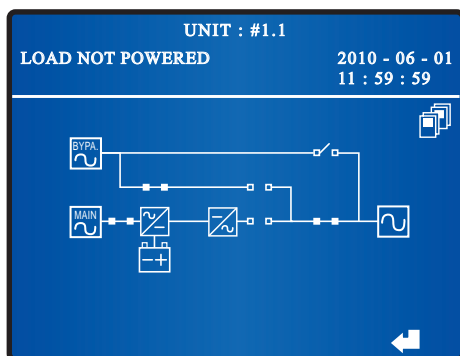 UNIT : #1.1
LOAD NOT POWERED
2010 - 06 - 01
11 : 59 : 59
BYPA.
MAIN